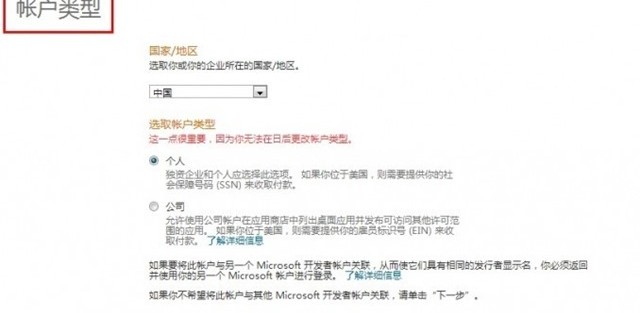 帐户类型
国家/地区
选取你或你的企业所在的国家/地区。
中国
选取帐户类型
这一点很重要，因为你无法在日后更改帐户类型。
个人
独资企业和个人应选择此选项。 如果你位于美国，则需要提供你的社
会保障号码 (SSN) 来收取付款。
公司
允许使用公司帐户在应用商店中列出桌面应用并发布可访问其他许可范
围的应用。 如果你位于美国，则需要提供你的雇员标识号 (EIN) 来收
取付款。 了解详细信息
如果要将此帐户与另一个 Microsoft 开发者帐户关联，从而使它们具有相同的发行者显示名，你必须返回
并使用你的另一个 Microsoft 帐户进行登录。 了解详细信息
如果你不希望将此帐户与其他 Microsoft 开发者帐户关联，请单击“下一步”。